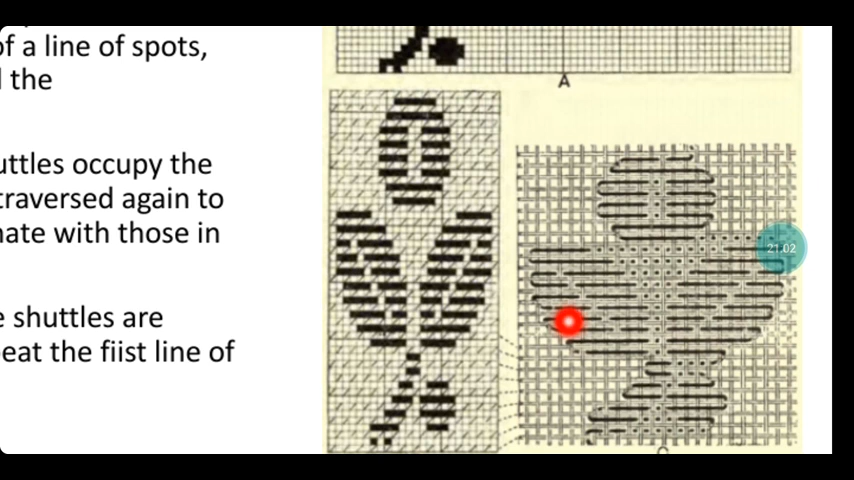 of a line of spots,
the
uttles occupy the
traversed again to
nate with those in
e shuttles are
eat the fiist line of
A
21.02